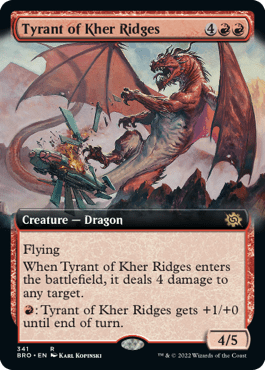 Tyrant of Kher Ridges 4
Creature — Dragon
Flying
When Tyrant of Kher Ridges enters
the battlefield, it deals 4 damage to
any target.
: Tyrant of Kher Ridges gets +1/+0
until end of turn.
4/5
341 R
BRO • EN Karl Kopinski
™ & © 2022 Wizards of the Coast